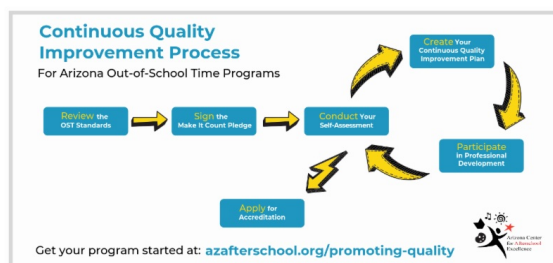 Continuous Quality
Improvement Process
For Arizona Out-of-School Time Programs
Create Your
Continuous Quality
Improvement Plan
Review the
OST Standards
Sign the
Make It Count Pledge
Conduct Your
Self-Assessment
Participate
in Professional
Development
Apply for
Accreditation
Get your program started at: azafterschool.org/promoting-quality
Arizona Center
for Afterschool
Excellence